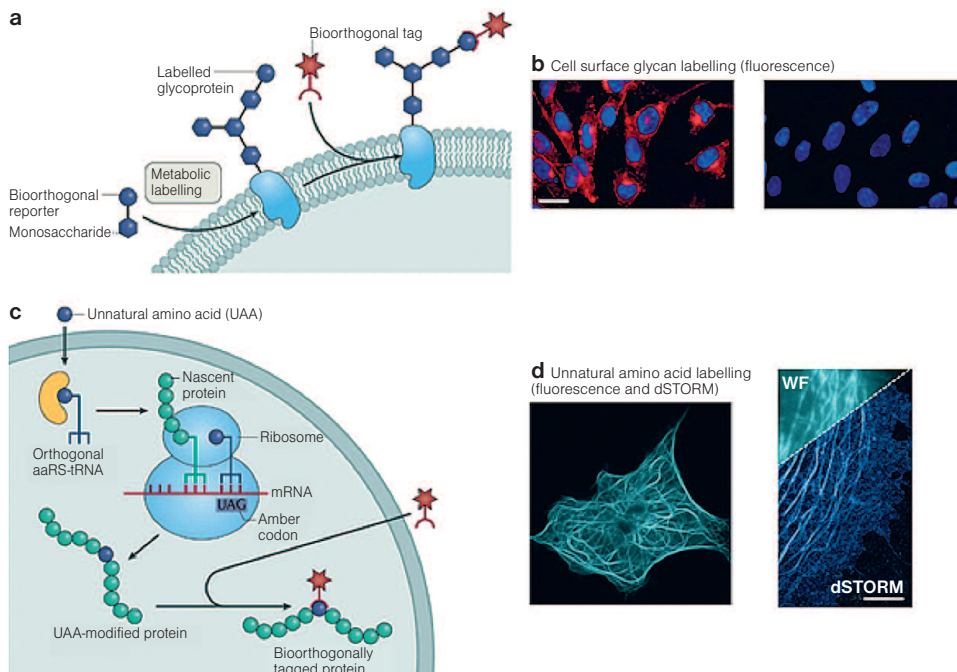 a
Bioorthogonal tag
Labelled
glycoprotein
Metabolic
labelling
Bioorthogonal
reporter
Monosaccharide
b Cell surface glycan labelling (fluorescence)
c
Unnatural amino acid (UAA)
Nascent
protein
Ribosome
Orthogonal
aaRS-tRNA
mRNA
UAG
Amber
codon
UAA-modified protein
Bioorthogonally
tagged protein
d Unnatural amino acid labelling
(fluorescence and dSTORM)
WF
dSTORM